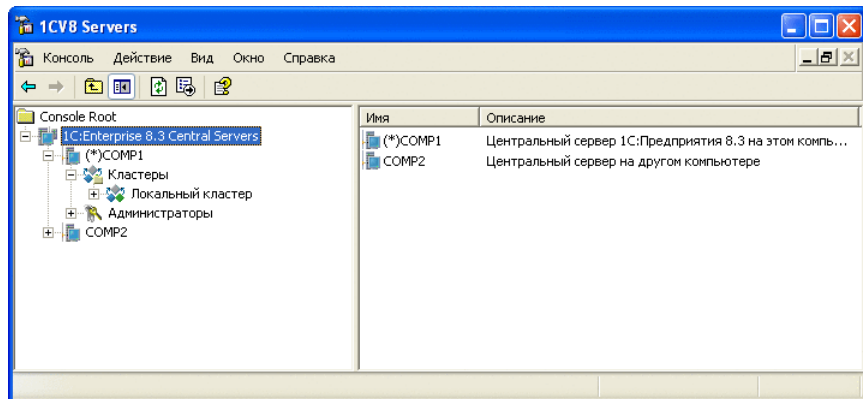 1CV8 Servers
Консоль Действие Вид Окно Справка
Console Root
1C:Enterprise 8.3 Central Servers
(*)COMP1
Кластеры
Локальный кластер
Администраторы
COMP2
Имя Описание
(*)COMP1 Центральный сервер 1С:Предприятия 8.3 на этом компь...
COMP2 Центральный сервер на другом компьютере